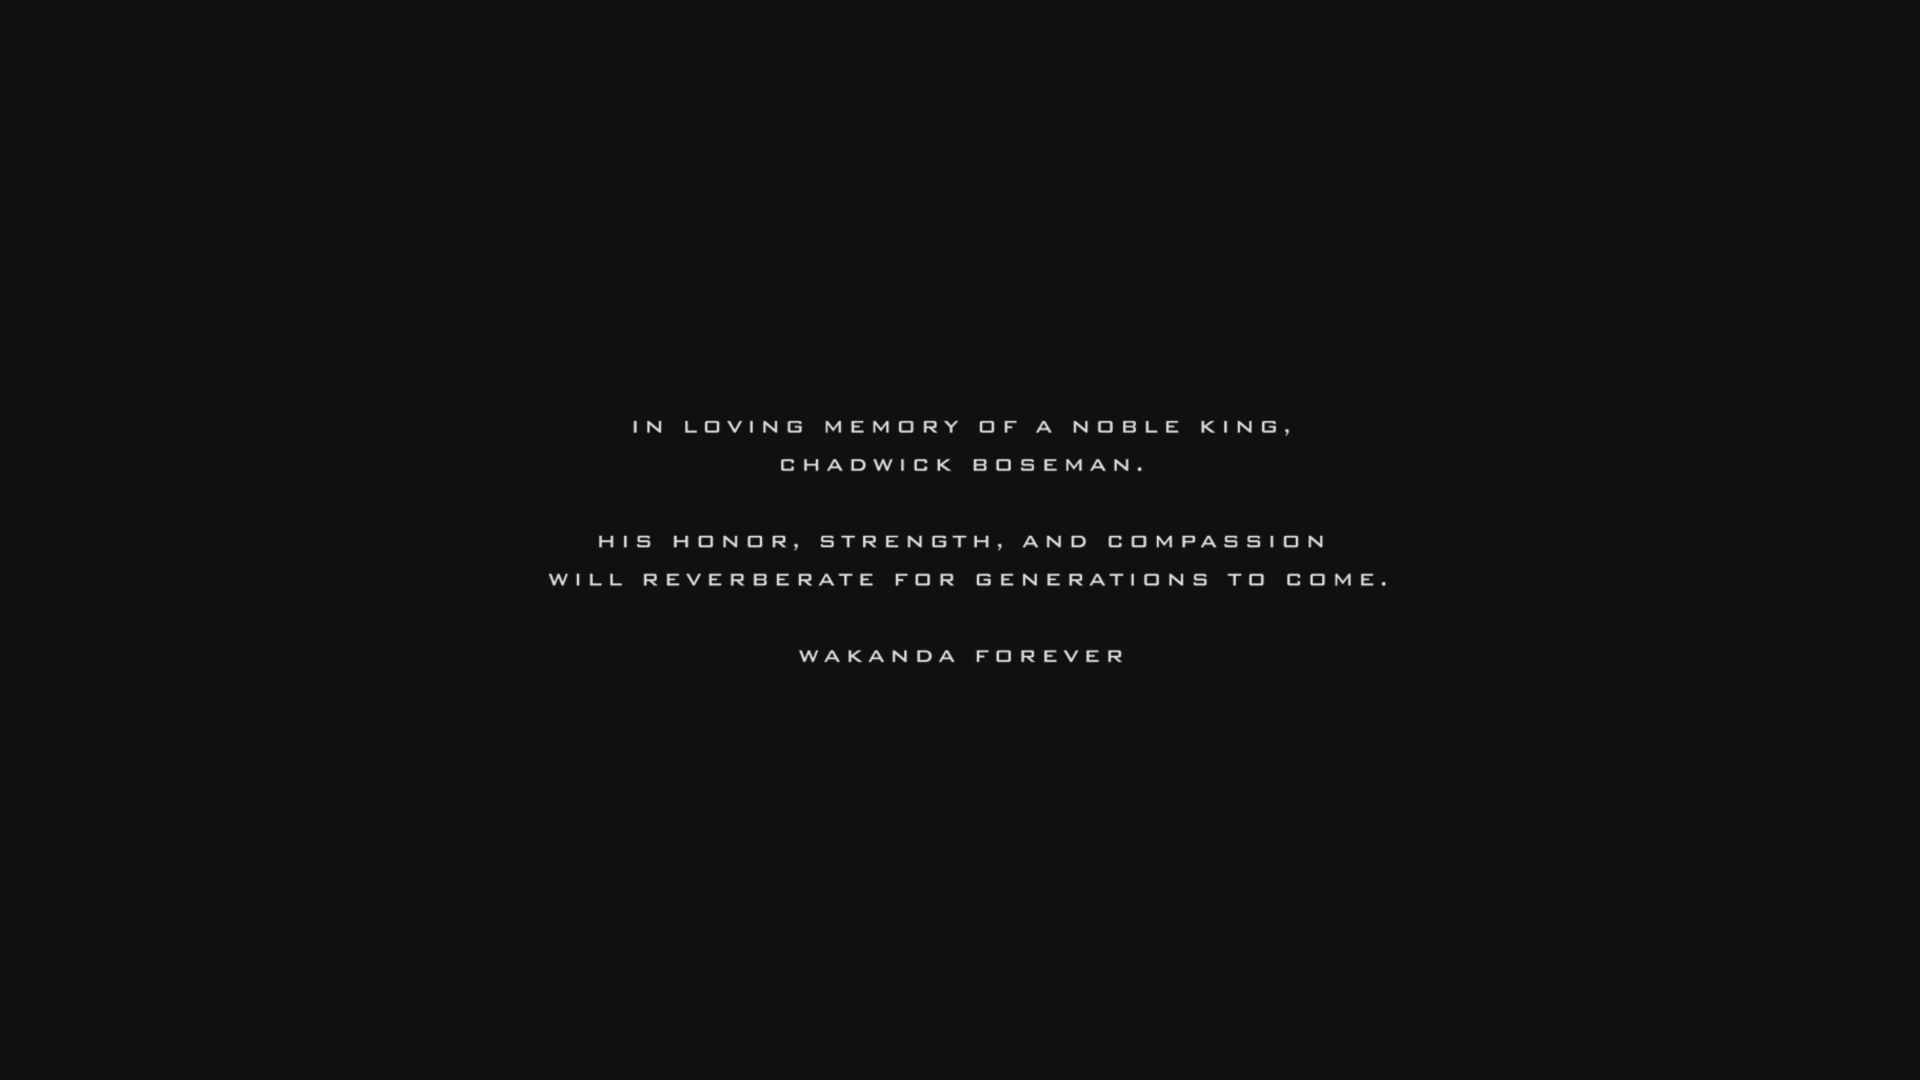 IN LOVING MEMORY OF A NOBLE KING,
CHADWICK BOSEMAN.
HIS HONOR, STRENGTH, AND COMPASSION
WILL REVERBERATE FOR GENERATIONS TO COME.
WAKANDA FOREVER